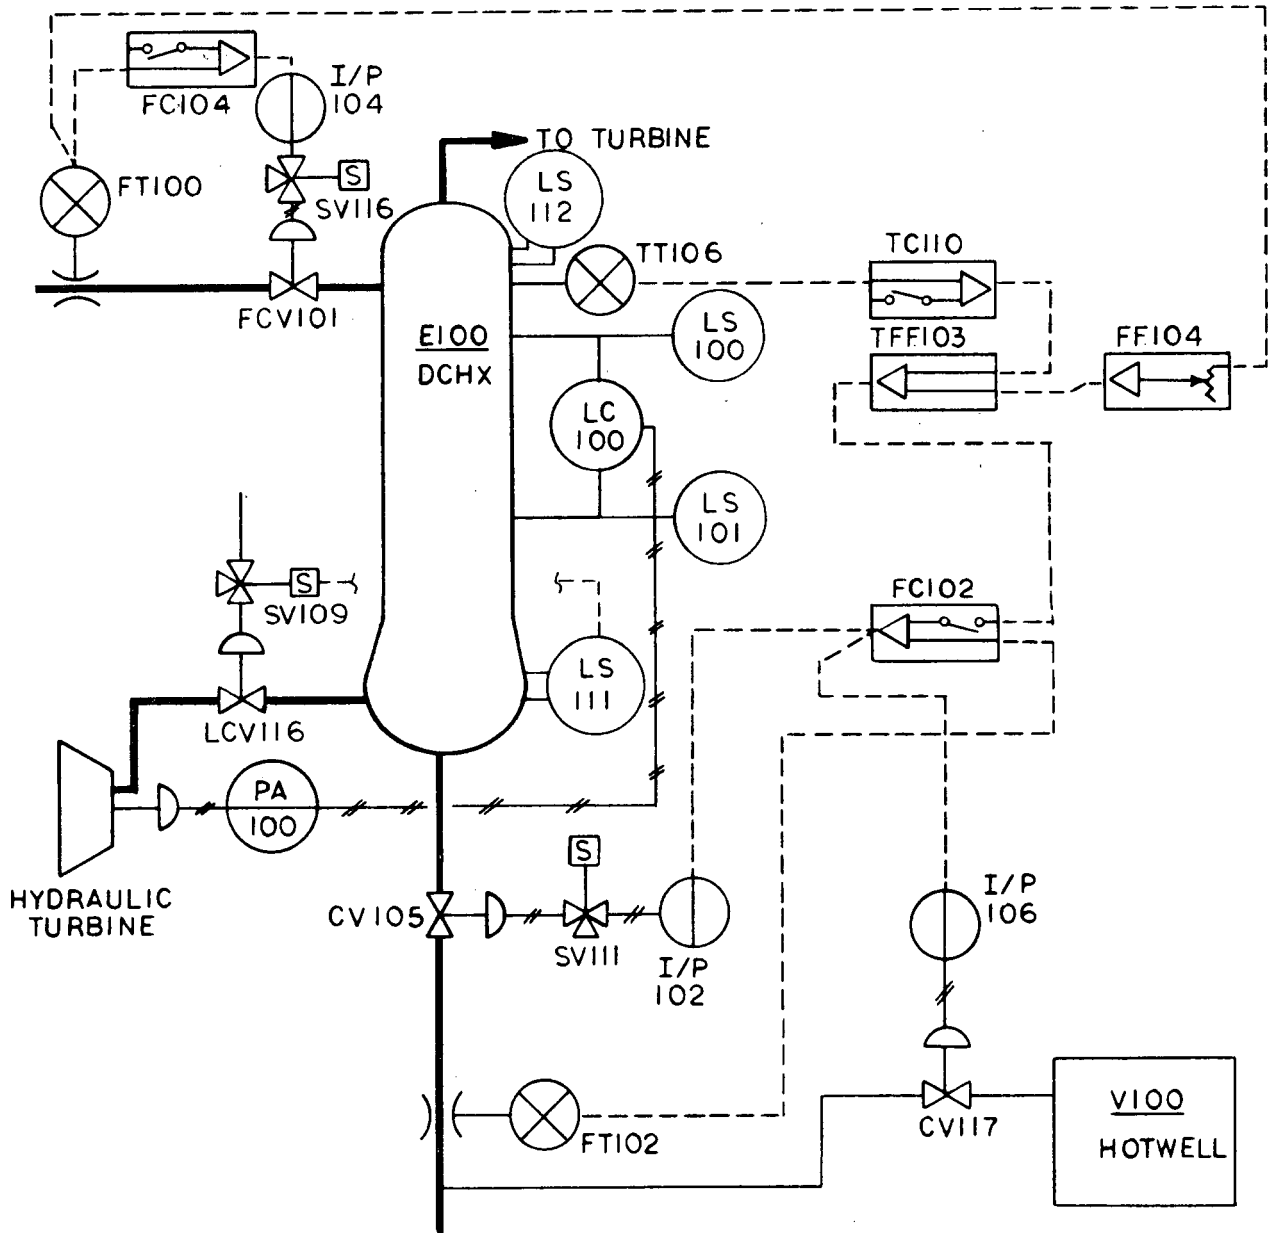 I/P
104
FC104
TO TURBINE
FT100
S
SV116
LS
112
TT106
TC110
FCV101
LS
100
E100
DCHX
TFF103
FF104
LC
100
LS
101
S
SV109
FC102
LS
111
LCV116
PA
100
S
HYDRAULIC
TURBINE
CV105
SV111
I/P
102
I/P
106
V100
HOTWELL
FT102
CV117